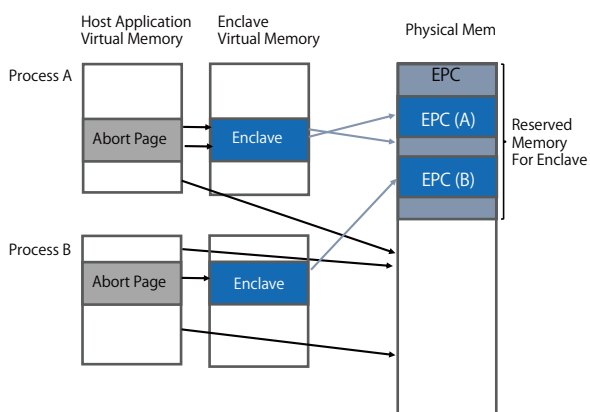 Host Application
Virtual Memory
Enclave
Virtual Memory
Physical Mem
Process A
Abort Page
Enclave
EPC
EPC (A)
EPC (B)
Reserved
Memory
For Enclave
Process B
Abort Page
Enclave